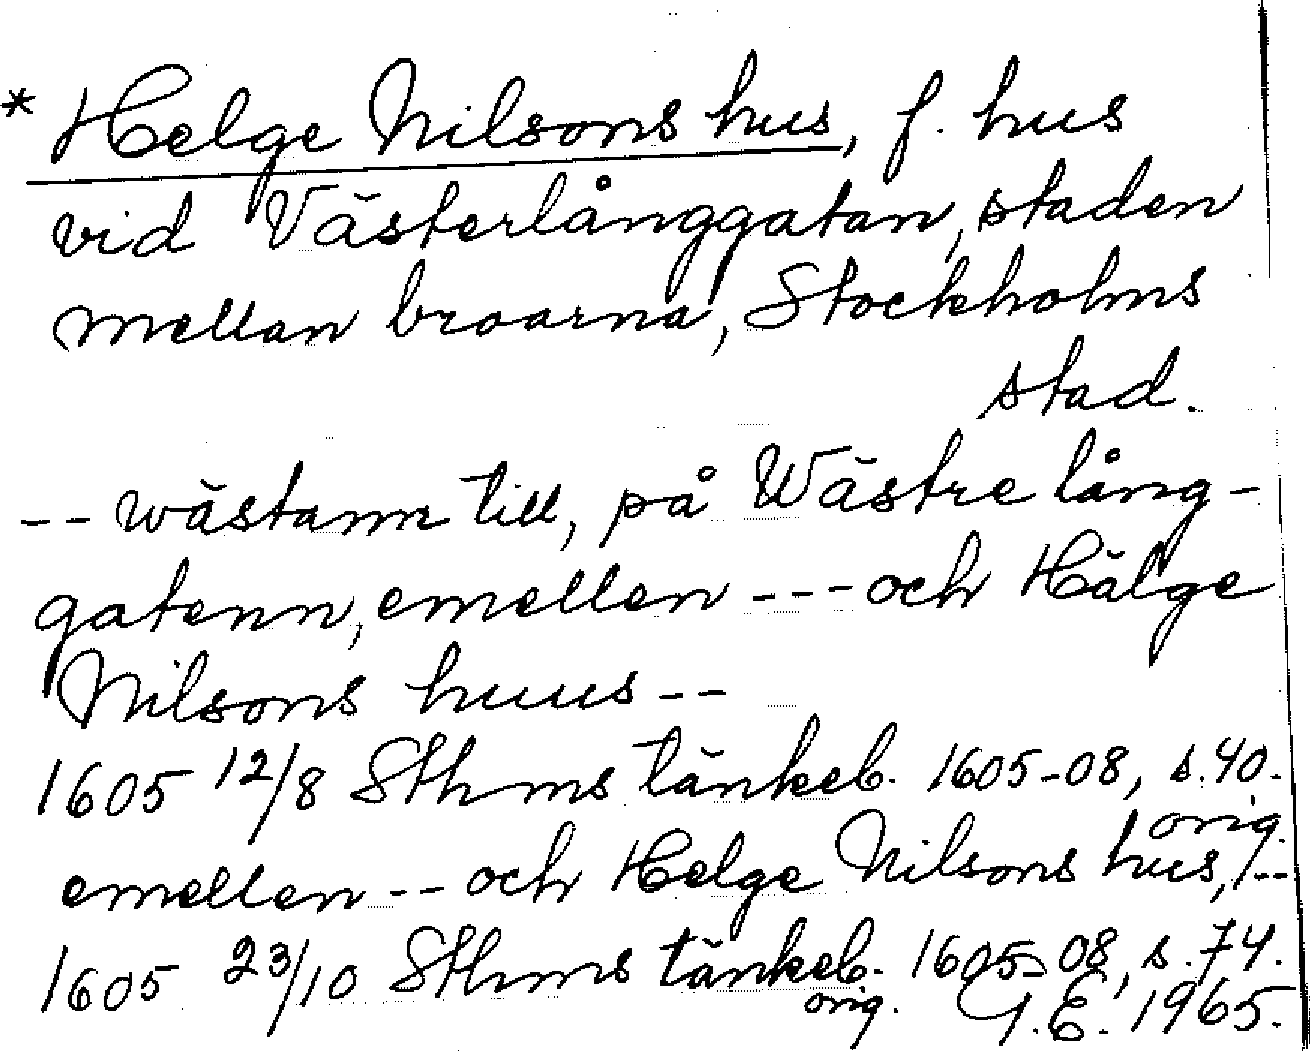 * Helge Nilsons hus, f. hus
vid Västerlånggatan, staden
mellan broarna, Stockholms
stad.
-- wästann till, på Wästre lång-
gatenn, emellen --- och Hälge
Nilsons huus --
1605 12/8 Sthms tänkeb. 1605-08, s. 40.
orig.
emellen -- och Helge Nilsons hus, --
1605 23/10 Sthms tänkeb. 1605-08, s. 74.
orig. G.E. 1965.